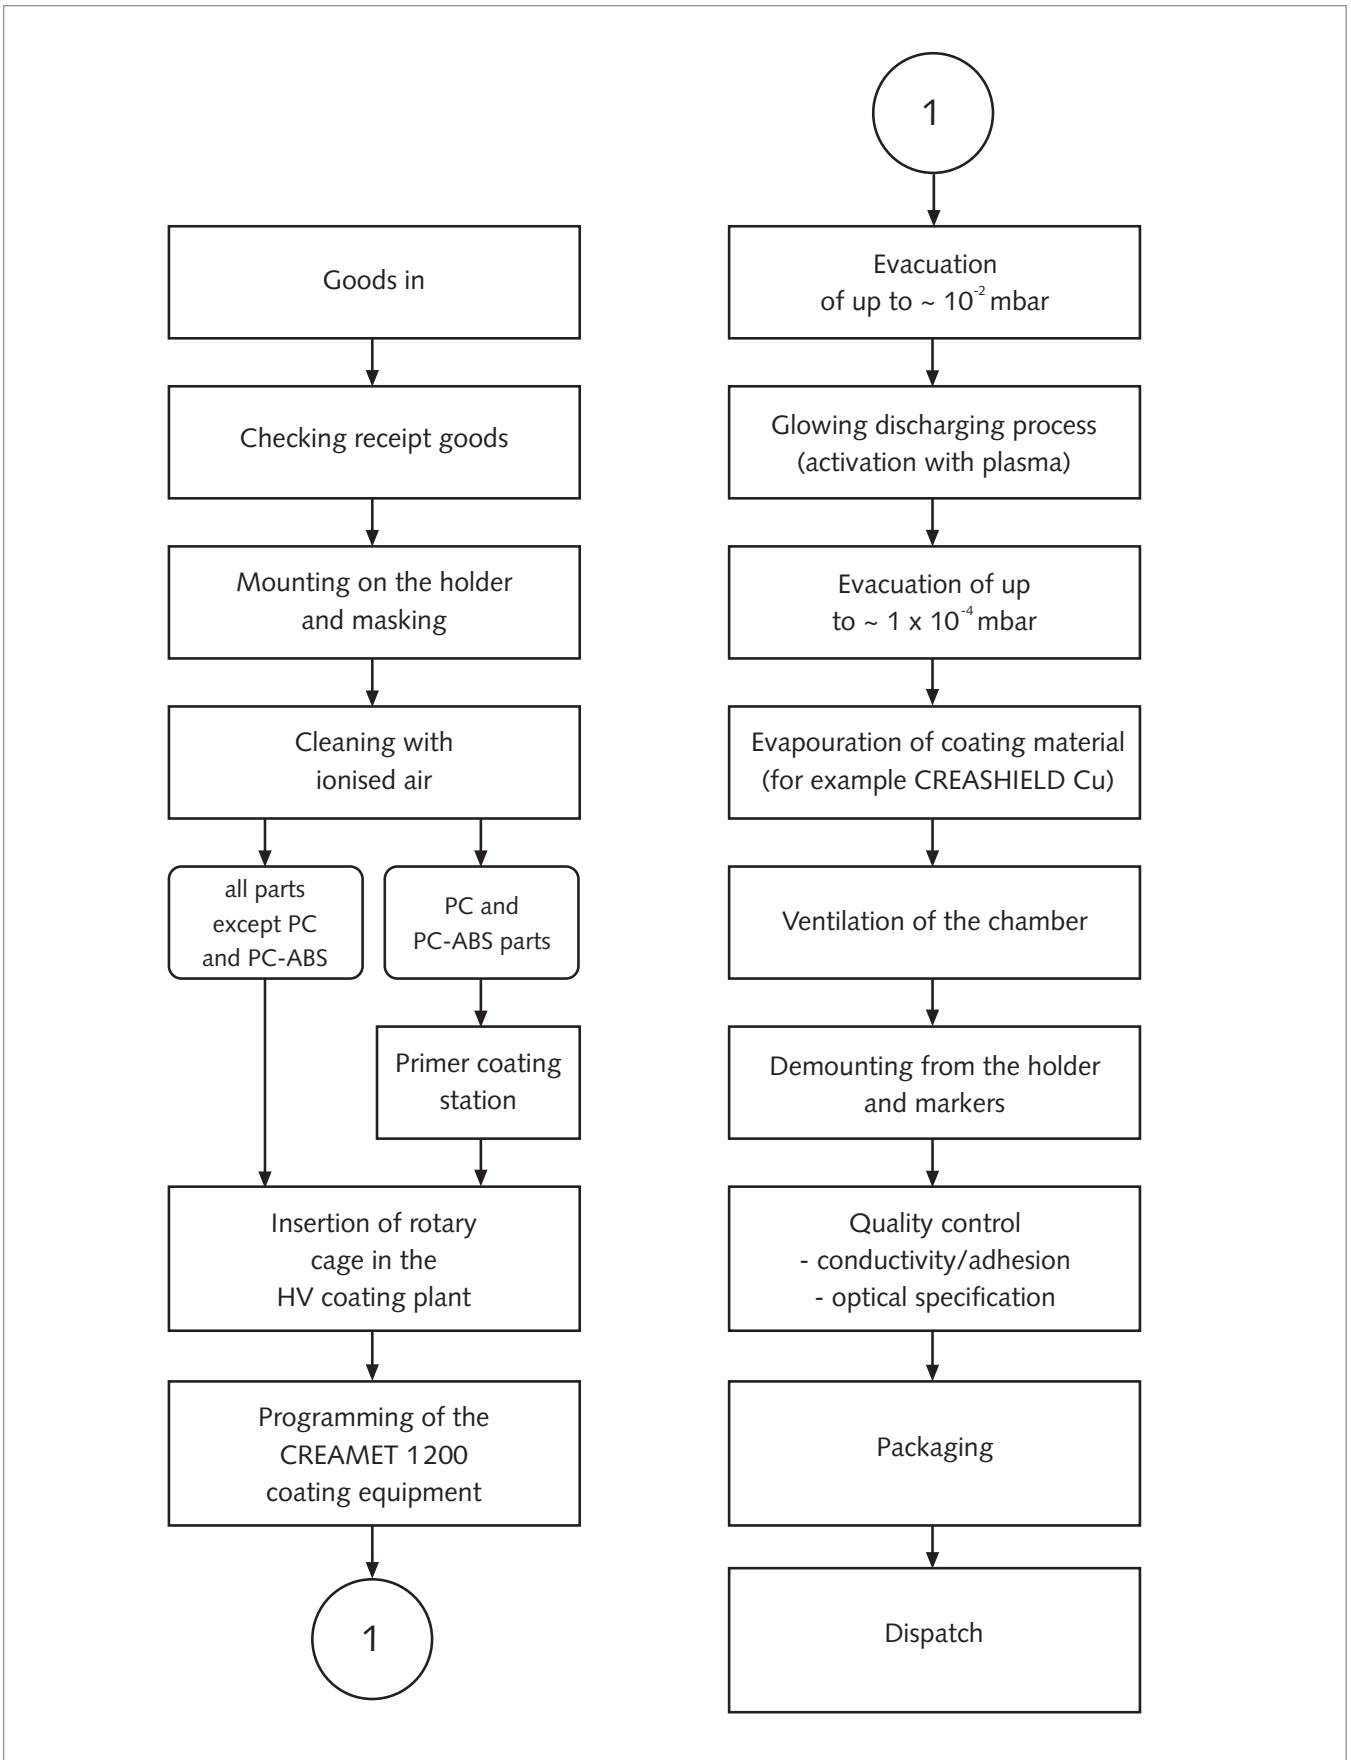 Goods in
Checking receipt goods
Mounting on the holder
and masking
Cleaning with
ionised air
all parts
except PC
and PC-ABS
PC and
PC-ABS parts
Primer coating
station
Insertion of rotary
cage in the
HV coating plant
Programming of the
CREAMET 1200
coating equipment
1
1
Evacuation
of up to ~ 10⁻² mbar
Glowing discharging process
(activation with plasma)
Evacuation of up
to ~ 1 x 10⁻⁴ mbar
Evapouration of coating material
(for example CREASHIELD Cu)
Ventilation of the chamber
Demounting from the holder
and markers
Quality control
- conductivity/adhesion
- optical specification
Packaging
Dispatch